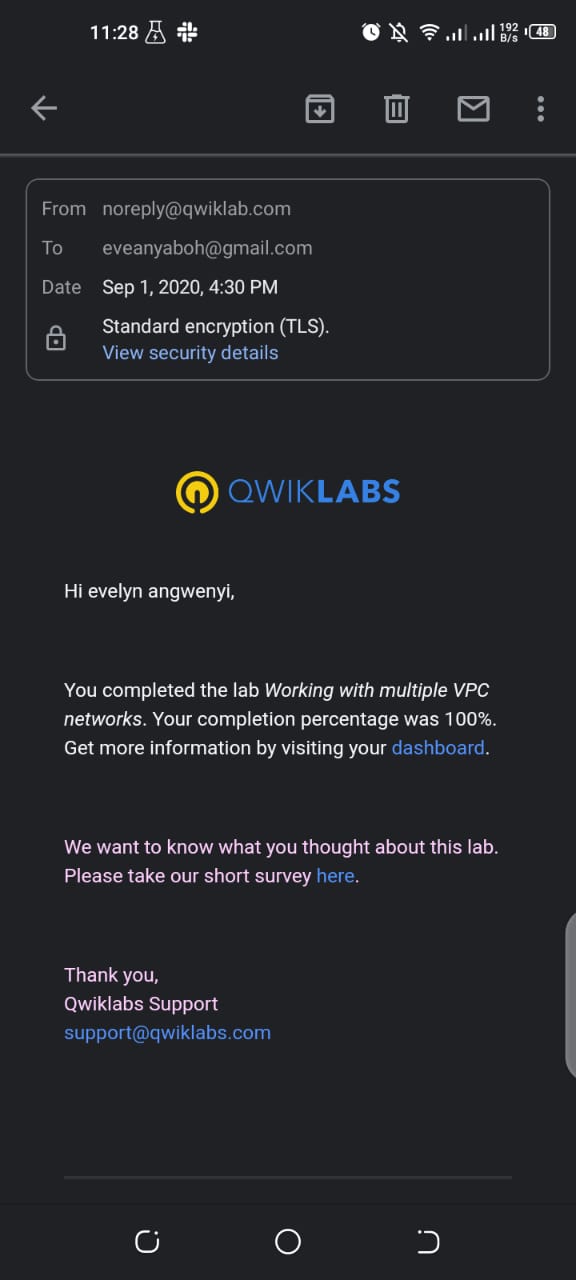 11:28 192 B/s 48
From noreply@qwiklab.com
To eveanyaboh@gmail.com
Date Sep 1, 2020, 4:30 PM
Standard encryption (TLS).
View security details
QWIKLABS
Hi evelyn angwenyi,
You completed the lab Working with multiple VPC
networks. Your completion percentage was 100%.
Get more information by visiting your dashboard.
We want to know what you thought about this lab.
Please take our short survey here.
Thank you,
Qwiklabs Support
support@qwiklabs.com